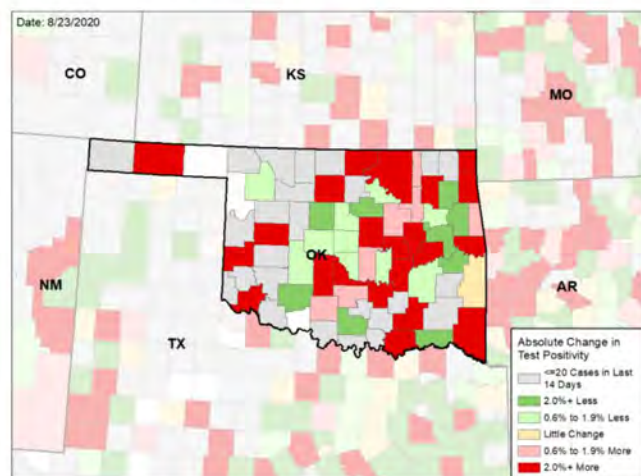 Date: 8/23/2020
CO
KS
MO
OK
NM
AR
TX
Absolute Change in
Test Positivity
<=20 Cases in Last
14 Days
2.0%+ Less
0.6% to 1.9% Less
Little Change
0.6% to 1.9% More
2.0%+ More